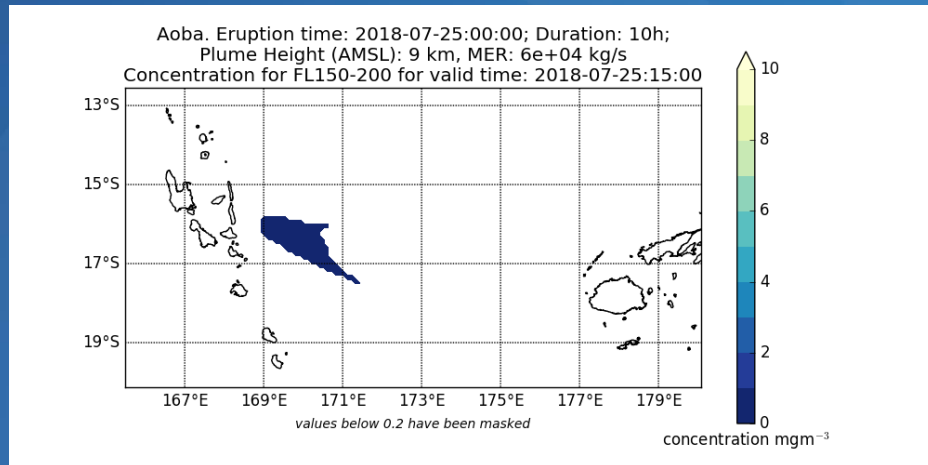 Aoba. Eruption time: 2018-07-25:00:00; Duration: 10h;
Plume Height (AMSL): 9 km, MER: 6e+04 kg/s
Concentration for FL150-200 for valid time: 2018-07-25:15:00
13°S
15°S
17°S
19°S
167°E 169°E 171°E 173°E 175°E 177°E 179°E
values below 0.2 have been masked
10
8
6
4
2
0
concentration mgm⁻³